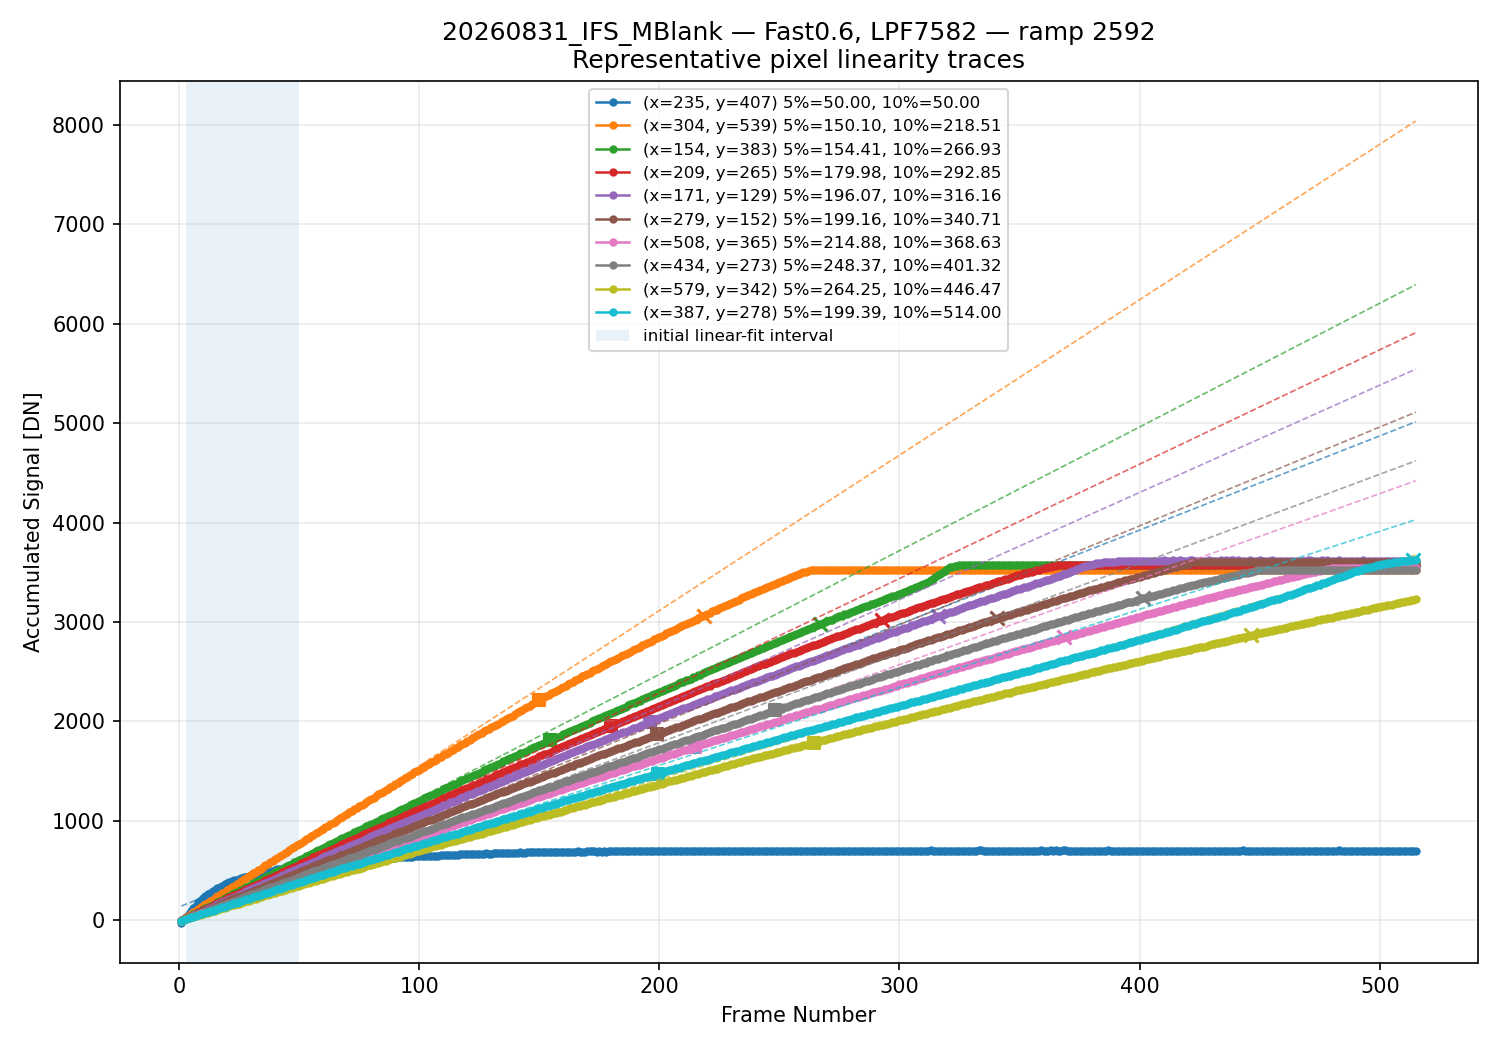 20260831_IFS_MBlank — Fast0.6, LPF7582 — ramp 2592
Representative pixel linearity traces
Accumulated Signal [DN]
8000
7000
6000
5000
4000
3000
2000
1000
0
(x=235, y=407) 5%=50.00, 10%=50.00
(x=304, y=539) 5%=150.10, 10%=218.51
(x=154, y=383) 5%=154.41, 10%=266.93
(x=209, y=265) 5%=179.98, 10%=292.85
(x=171, y=129) 5%=196.07, 10%=316.16
(x=279, y=152) 5%=199.16, 10%=340.71
(x=508, y=365) 5%=214.88, 10%=368.63
(x=434, y=273) 5%=248.37, 10%=401.32
(x=579, y=342) 5%=264.25, 10%=446.47
(x=387, y=278) 5%=199.39, 10%=514.00
initial linear-fit interval
0 100 200 300 400 500
Frame Number